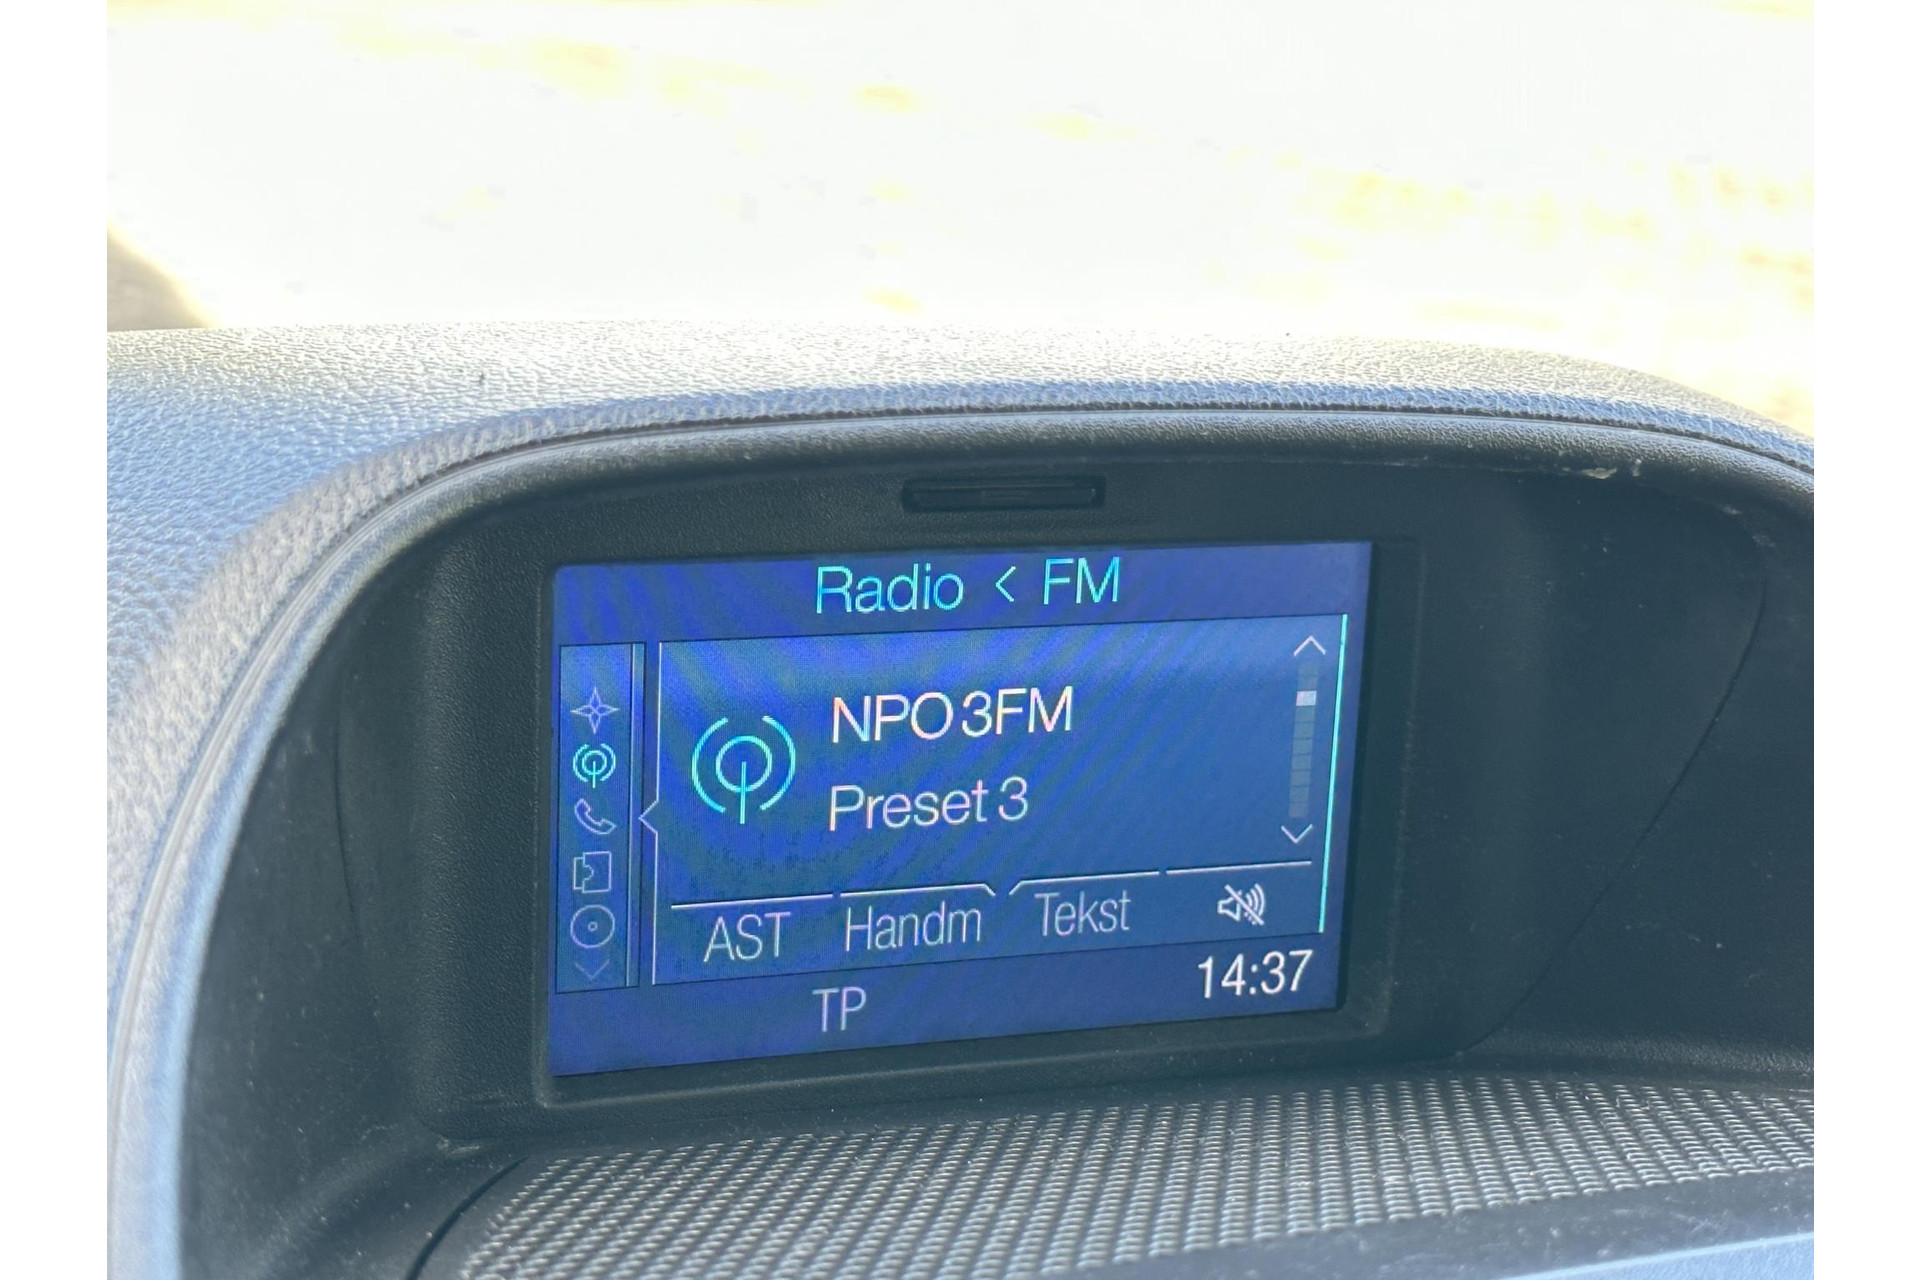 Radio < FM
NPO 3FM
Preset 3
AST Handm Tekst
TP 14:37